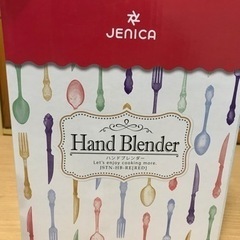 JENICA
Hand Blender
ハンドブレンダー
Let's enjoy cooking more.